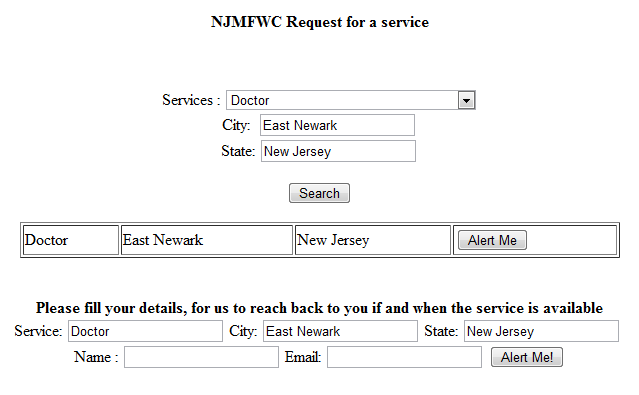 NJMFWC Request for a service
Services : Doctor
City: East Newark
State: New Jersey
Search
Doctor East Newark New Jersey Alert Me
Please fill your details, for us to reach back to you if and when the service is available
Service: Doctor City: East Newark State: New Jersey
Name : Email: Alert Me!